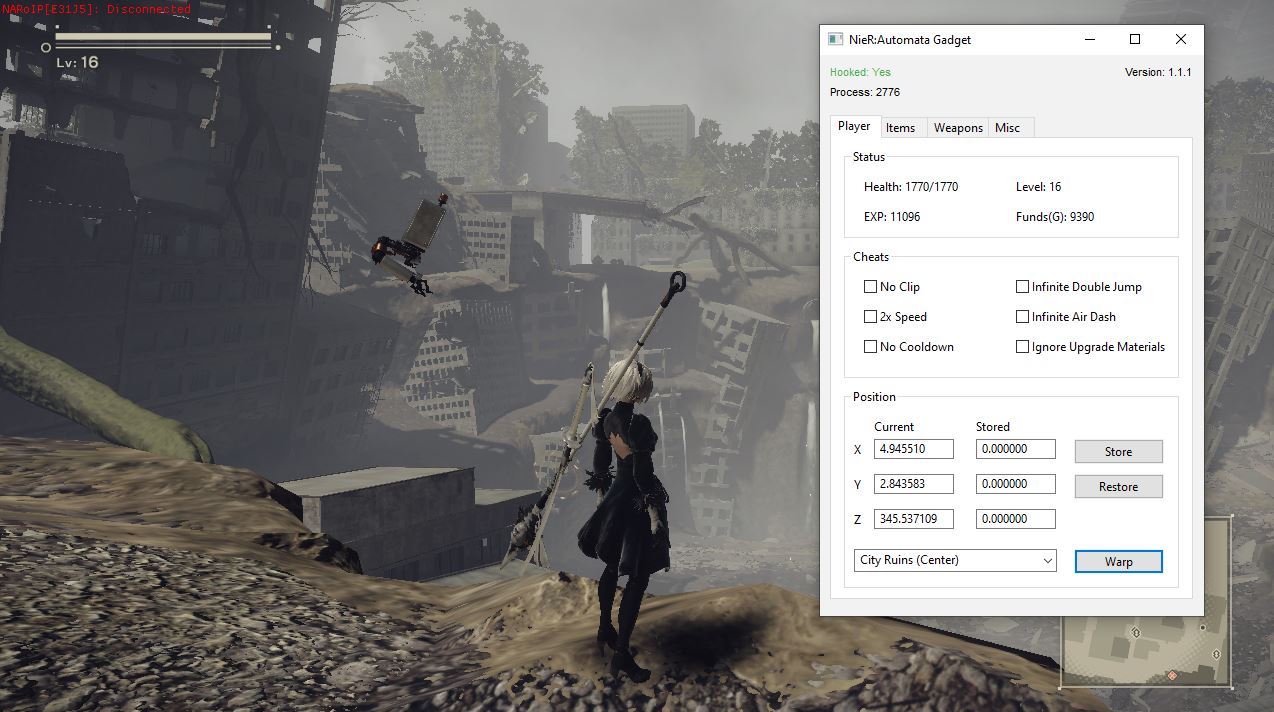 NARoIP[E31J5]: Disconnected
Lv: 16
NieR:Automata Gadget
Hooked: Yes
Version: 1.1.1
Process: 2776
Player Items Weapons Misc
Status
Health: 1770/1770 Level: 16
EXP: 11096 Funds(G): 9390
Cheats
No Clip Infinite Double Jump
2x Speed Infinite Air Dash
No Cooldown Ignore Upgrade Materials
Position
Current Stored
X 4.945510 0.000000 Store
Y 2.843583 0.000000 Restore
Z 345.537109 0.000000
City Ruins (Center) Warp